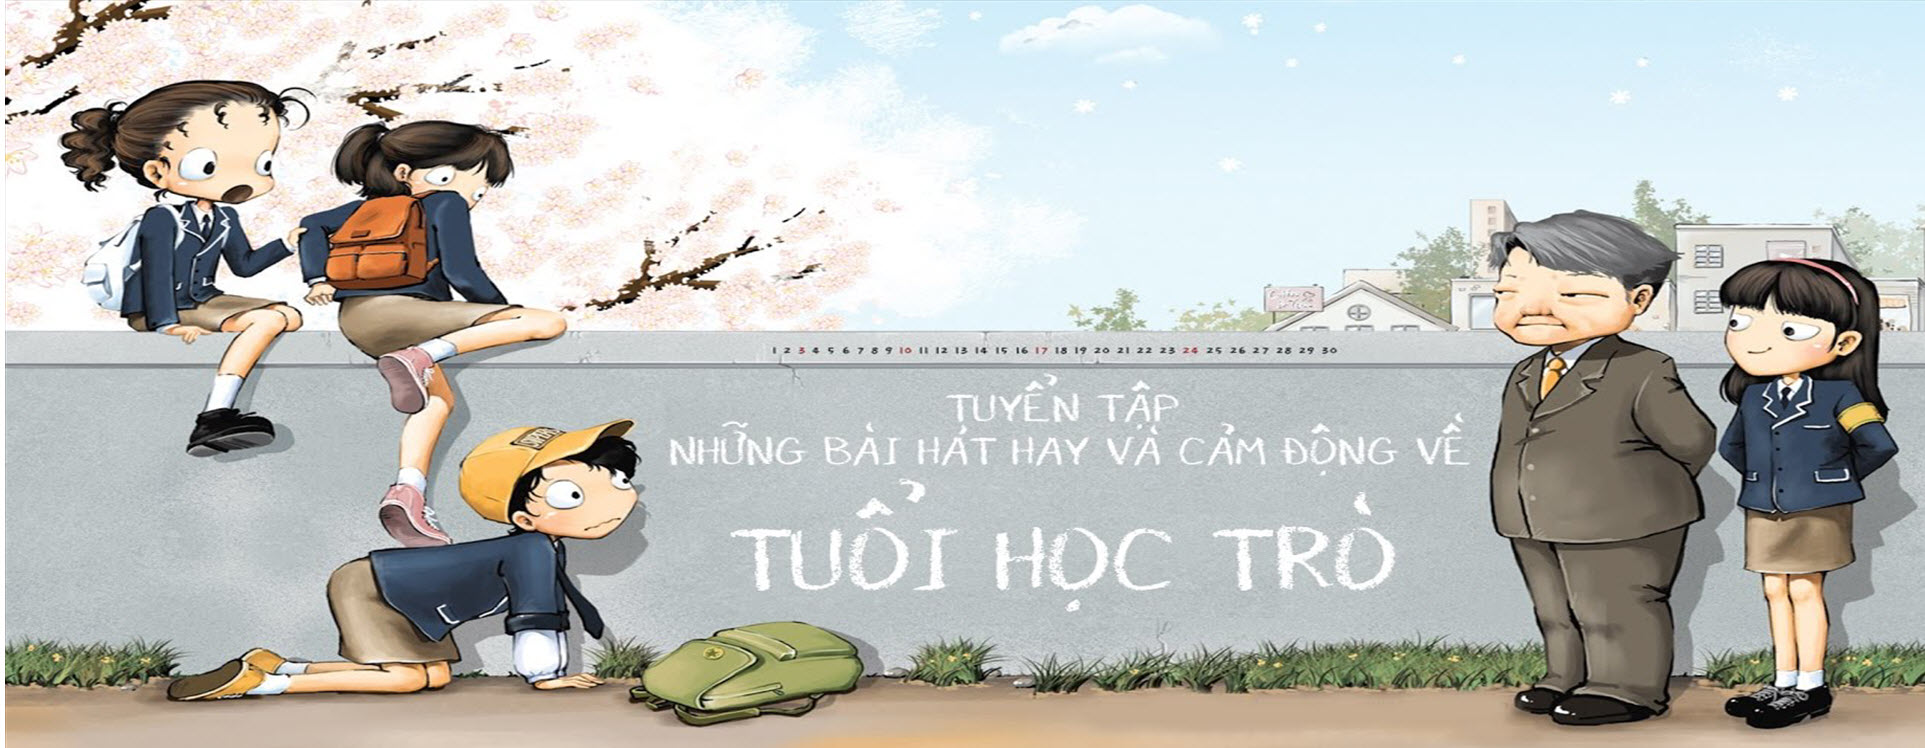 1 2 3 4 5 6 7 8 9 10 11 12 13 14 15 16 17 18 19 20 21 22 23 24 25 26 27 28 29 30
TUYỂN TẬP
NHỮNG BÀI HÁT HAY VÀ CẢM ĐỘNG VỀ
TUỔI HỌC TRÒ